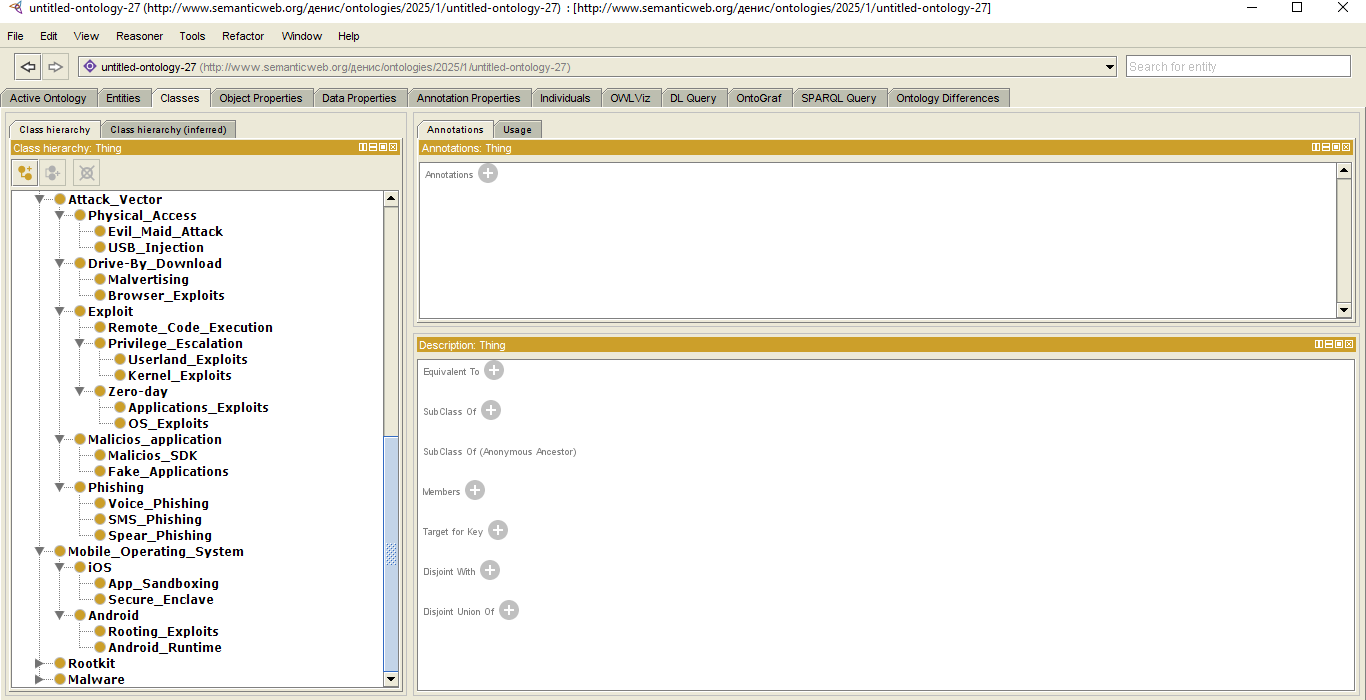 untitled-ontology-27 (http://www.semanticweb.org/денис/ontologies/2025/1/untitled-ontology-27) : [http://www.semanticweb.org/денис/ontologies/2025/1/untitled-ontology-27]
File Edit View Reasoner Tools Refactor Window Help
untitled-ontology-27 (http://www.semanticweb.org/денис/ontologies/2025/1/untitled-ontology-27)
Search for entity
Active Ontology Entities Classes Object Properties Data Properties Annotation Properties Individuals OWLViz DL Query OntoGraf SPARQL Query Ontology Differences
Class hierarchy Class hierarchy (inferred)
Class hierarchy: Thing
Attack_Vector
Physical_Access
Evil_Maid_Attack
USB_Injection
Drive-By_Download
Malvertising
Browser_Exploits
Exploit
Remote_Code_Execution
Privilege_Escalation
Userland_Exploits
Kernel_Exploits
Zero-day
Applications_Exploits
OS_Exploits
Malicios_application
Malicios_SDK
Fake_Applications
Phishing
Voice_Phishing
SMS_Phishing
Spear_Phishing
Mobile_Operating_System
iOS
App_Sandboxing
Secure_Enclave
Android
Rooting_Exploits
Android_Runtime
Rootkit
Malware
Annotations Usage
Annotations: Thing
Annotations
Description: Thing
Equivalent To
SubClass Of
SubClass Of (Anonymous Ancestor)
Members
Target for Key
Disjoint With
Disjoint Union Of